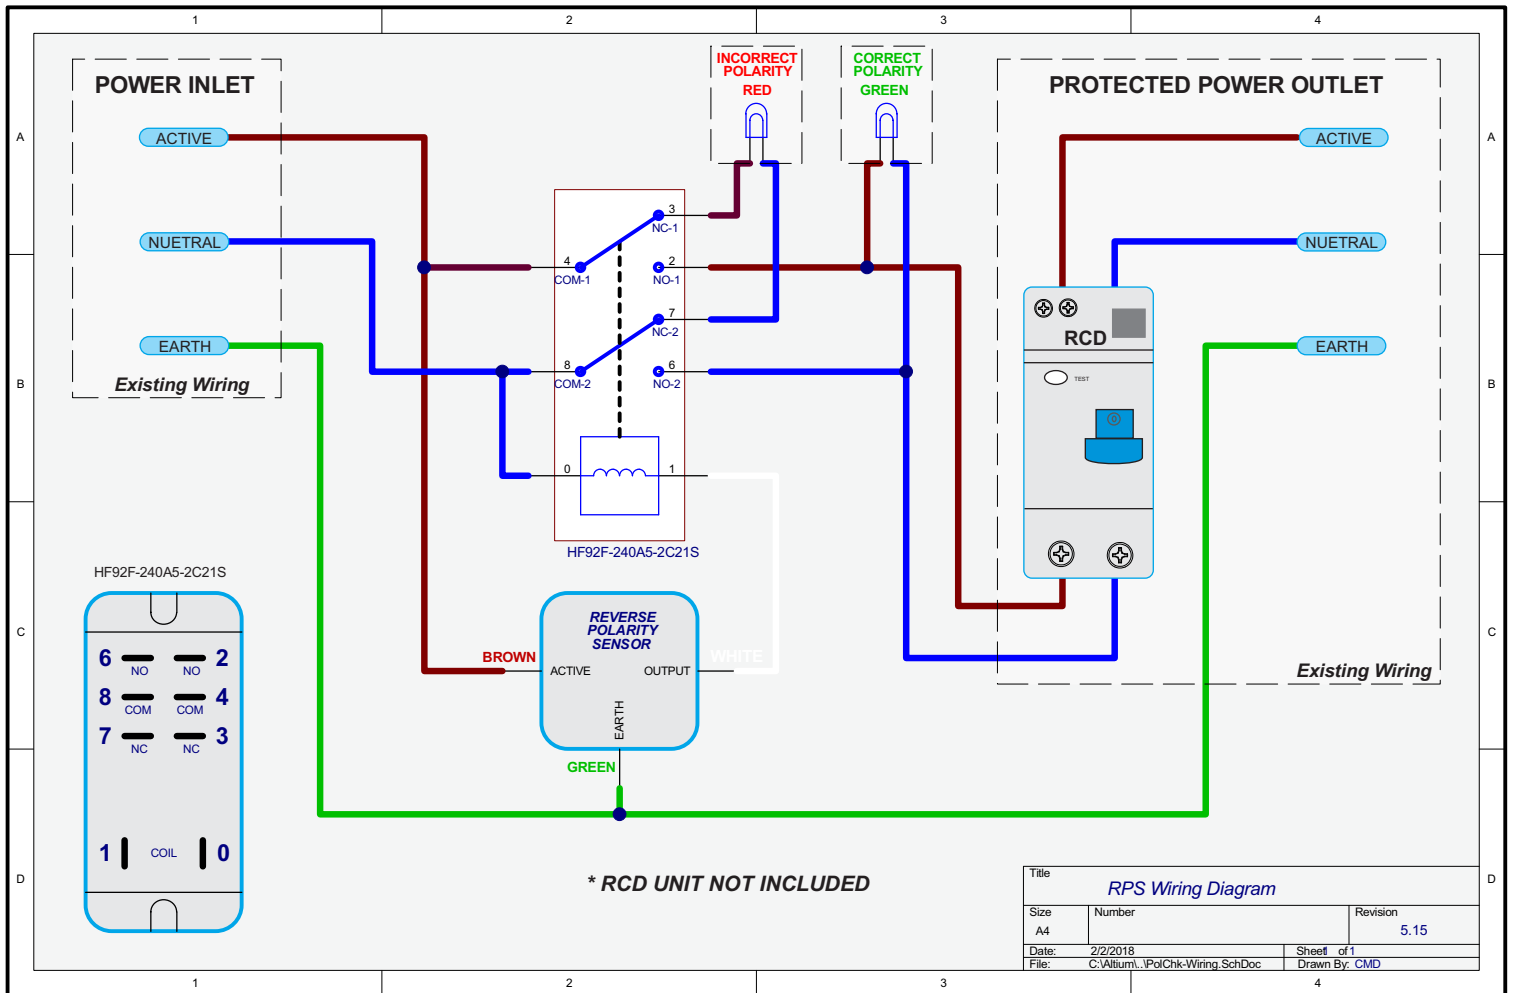 1 2 3 4
A
B
C
D
POWER INLET
ACTIVE
NUETRAL
EARTH
Existing Wiring
INCORRECT
POLARITY
RED
CORRECT
POLARITY
GREEN
PROTECTED POWER OUTLET
ACTIVE
NUETRAL
EARTH
RCD
TEST
0
Existing Wiring
3
NC-1
4
COM-1
2
NO-1
7
NC-2
8
COM-2
6
NO-2
0 1
HF92F-240A5-2C21S
REVERSE
POLARITY
SENSOR
BROWN
ACTIVE
OUTPUT
WHITE
EARTH
GREEN
HF92F-240A5-2C21S
6 NO NO 2
8 COM COM 4
7 NC NC 3
1 COIL 0
* RCD UNIT NOT INCLUDED
Title
RPS Wiring Diagram
Size Number Revision
A4 5.15
Date: 2/2/2018 Sheet1 of 1
File: C:\Altium\..\PolChk-Wiring.SchDoc Drawn By: CMD
A
B
C
D
1 2 3 4